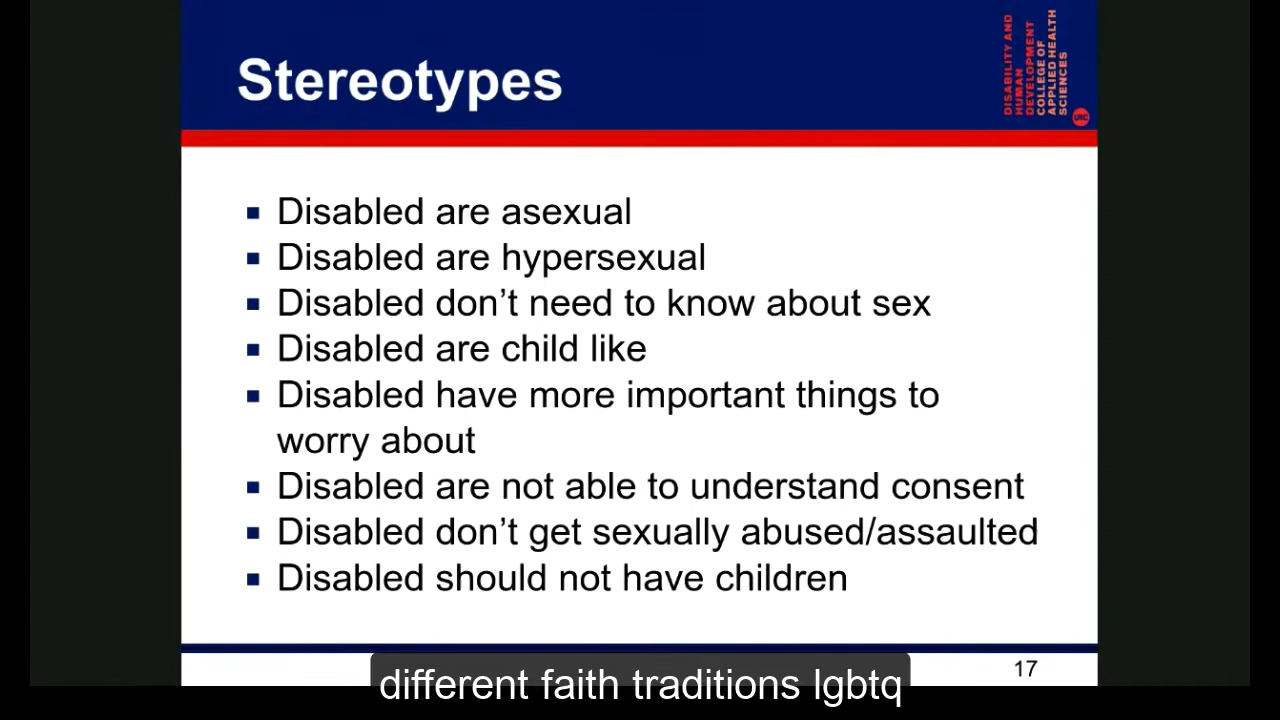 Stereotypes
DISABILITY AND
HUMAN
DEVELOPMENT
COLLEGE OF
APPLIED HEALTH
SCIENCES
UIC
Disabled are asexual
Disabled are hypersexual
Disabled don’t need to know about sex
Disabled are child like
Disabled have more important things to
worry about
Disabled are not able to understand consent
Disabled don’t get sexually abused/assaulted
Disabled should not have children
17
different faith traditions lgbtq